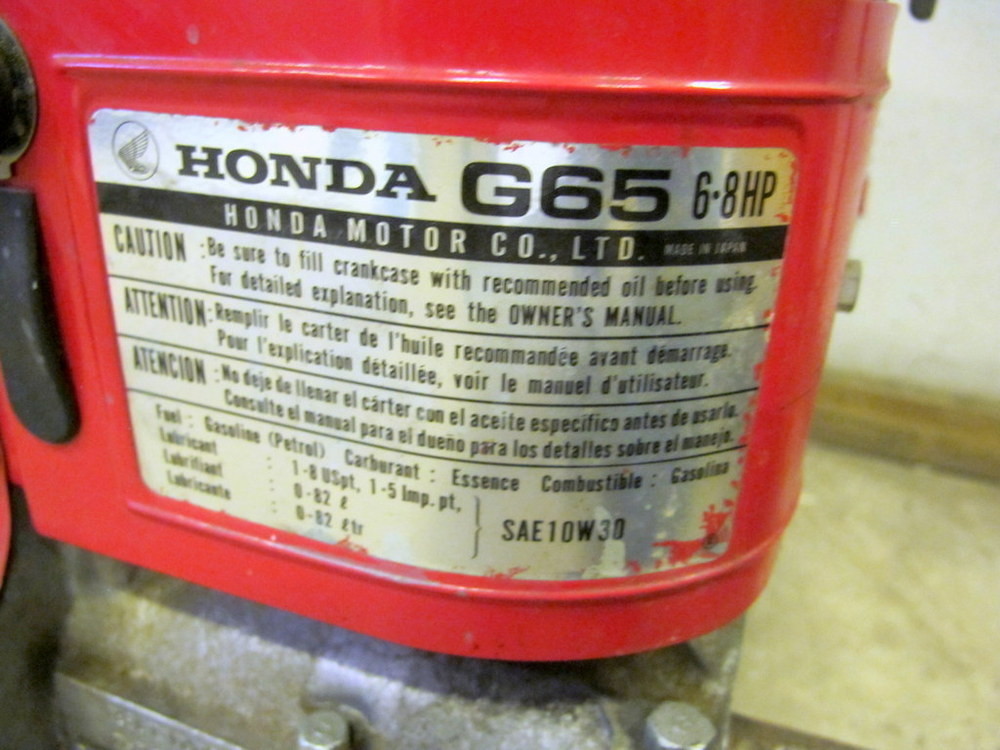 HONDA G65 6·8HP
HONDA MOTOR CO., LTD. MADE IN JAPAN
CAUTION : Be sure to fill crankcase with recommended oil before using.
For detailed explanation, see the OWNER'S MANUAL.
ATTENTION : Remplir le carter de l'huile recommandée avant démarrage.
Pour l'explication détaillée, voir le manuel d'utilisateur.
ATENCION : No deje de llenar el cárter con el aceite específico antes de usarlo.
Consulte el manual para el dueño para los detalles sobre el manejo.
Fuel : Gasoline (Petrol) Carburant : Essence Combustible : Gasolina
Lubricant : 1·8 USpt, 1·5 Imp. pt,
Lubrifiant : 0·82 ℓ
Lubricante : 0·82 ℓtr
SAE10W30